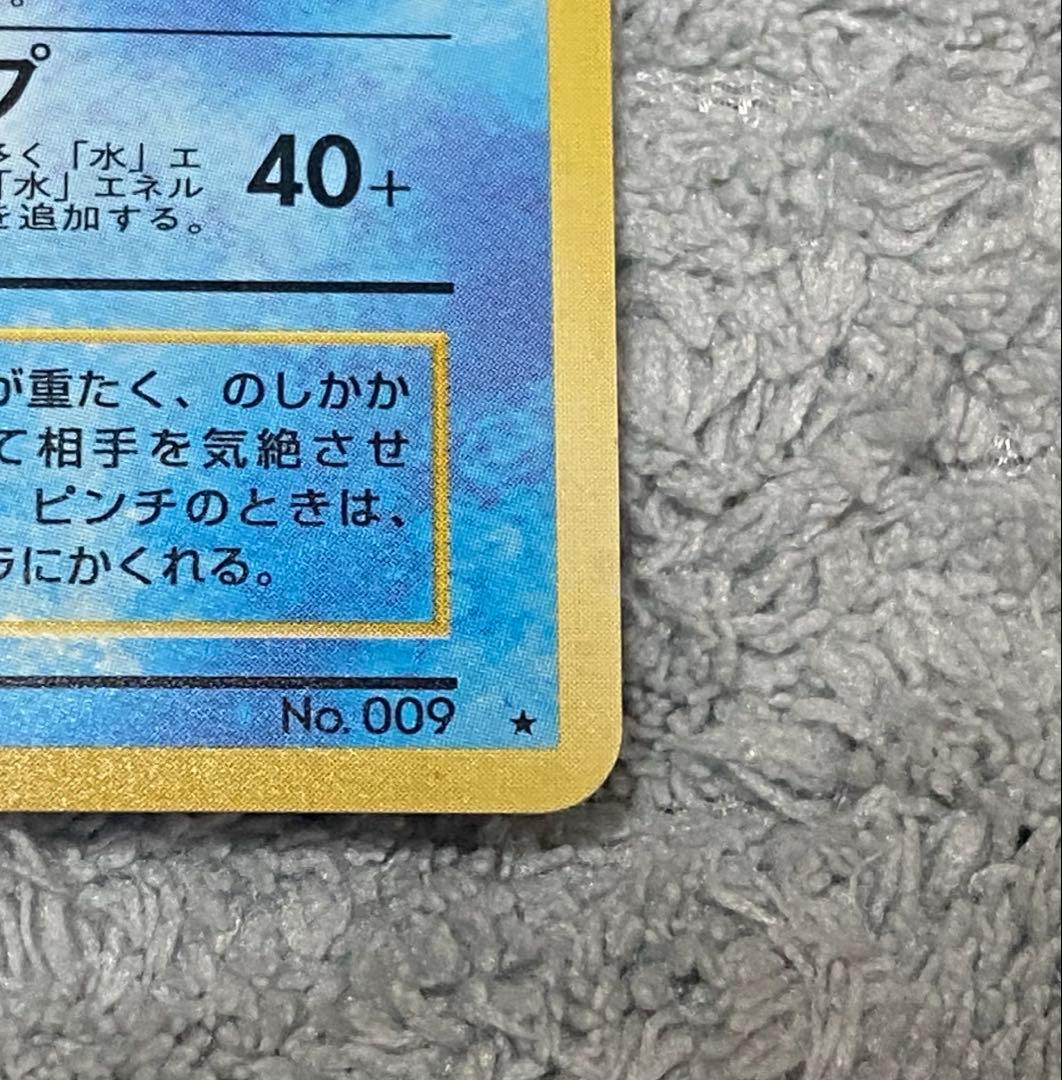 プ
多く「水」エ
「水」エネル
を追加する。
40+
が重たく、のしかか
て相手を気絶させ
ピンチのときは、
ラにかくれる。
No. 009 ★